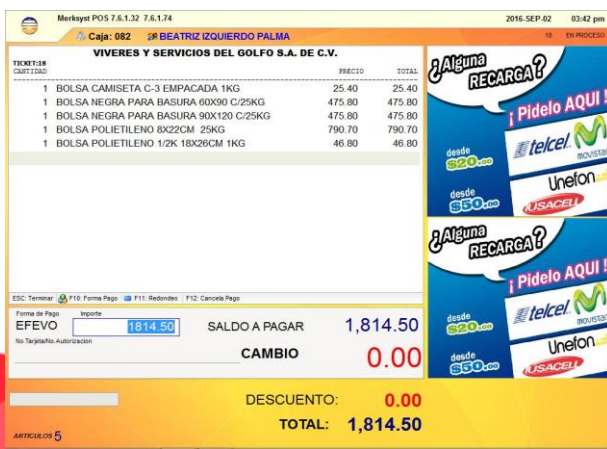 Merksyst POS 7.6.1.32 7.6.1.74
2016-SEP-02 03:42 pm
Caja: 082 BEATRIZ IZQUIERDO PALMA
18 EN PROCESO
VIVERES Y SERVICIOS DEL GOLFO S.A. DE C.V.
TICKET:18
CANTIDAD PRECIO TOTAL
1 BOLSA CAMISETA C-3 EMPACADA 1KG 25.40 25.40
1 BOLSA NEGRA PARA BASURA 60X90 C/25KG 475.80 475.80
1 BOLSA NEGRA PARA BASURA 90X120 C/25KG 475.80 475.80
1 BOLSA POLIETILENO 8X22CM 25KG 790.70 790.70
1 BOLSA POLIETILENO 1/2K 18X26CM 1KG 46.80 46.80
ESC: Terminar F10: Forma Pago F11: Redondeo F12: Cancela Pago
Forma de Pago Importe
EFEVO 1814.50 SALDO A PAGAR 1,814.50
No.Tarjeta/No.Autorizacion
CAMBIO 0.00
DESCUENTO: 0.00
TOTAL: 1,814.50
ARTICULOS 5
¿Alguna
RECARGA?
¡ Pidelo AQUI !
telcel
movistar
desde
$20.00
Unefon
desde
$50.00
IUSACELL
¿Alguna
RECARGA?
¡ Pidelo AQUI !
telcel
movistar
desde
$20.00
Unefon
desde
$50.00
IUSACELL